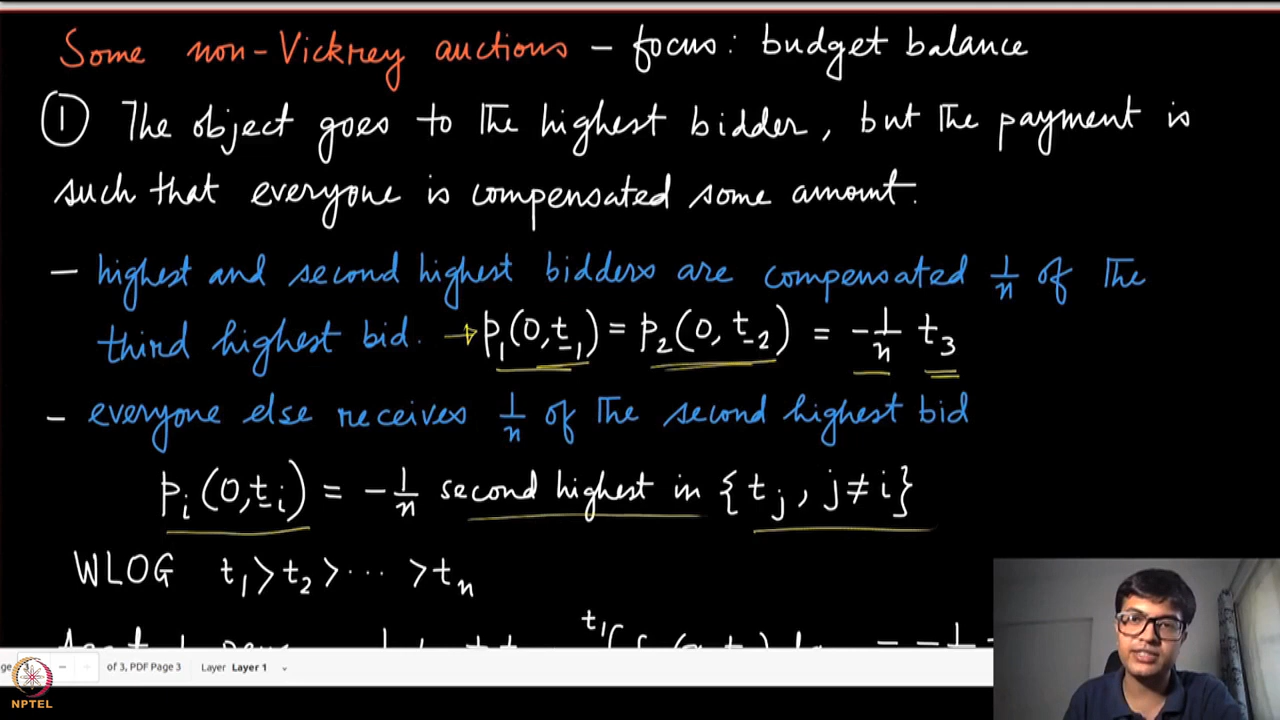 Some non-Vickrey auctions - focus: budget balance
① The object goes to the highest bidder, but the payment is
such that everyone is compensated some amount.
- highest and second highest bidders are compensated 1/n of the
third highest bid. → p₁(0, t₋₁) = p₂(0, t₋₂) = -1/n t₃
- everyone else receives 1/n of the second highest bid
pᵢ(0, t₋ᵢ) = -1/n second highest in {tⱼ, j≠i}
WLOG t₁ > t₂ > ... > tₙ
of 3, PDF Page 3 Layer Layer 1
NPTEL